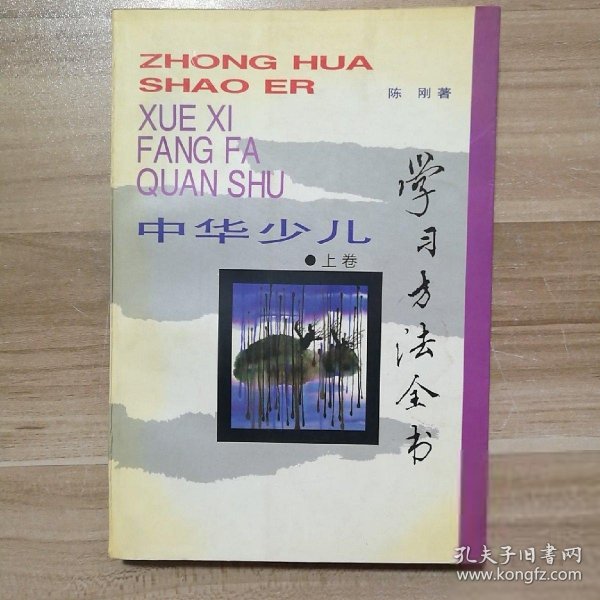 ZHONG HUA
SHAO ER
陈 刚 著
XUE XI
FANG FA
QUAN SHU
中华少儿
●上卷
学习方法全书
孔夫子旧书网
www.kongfz.com